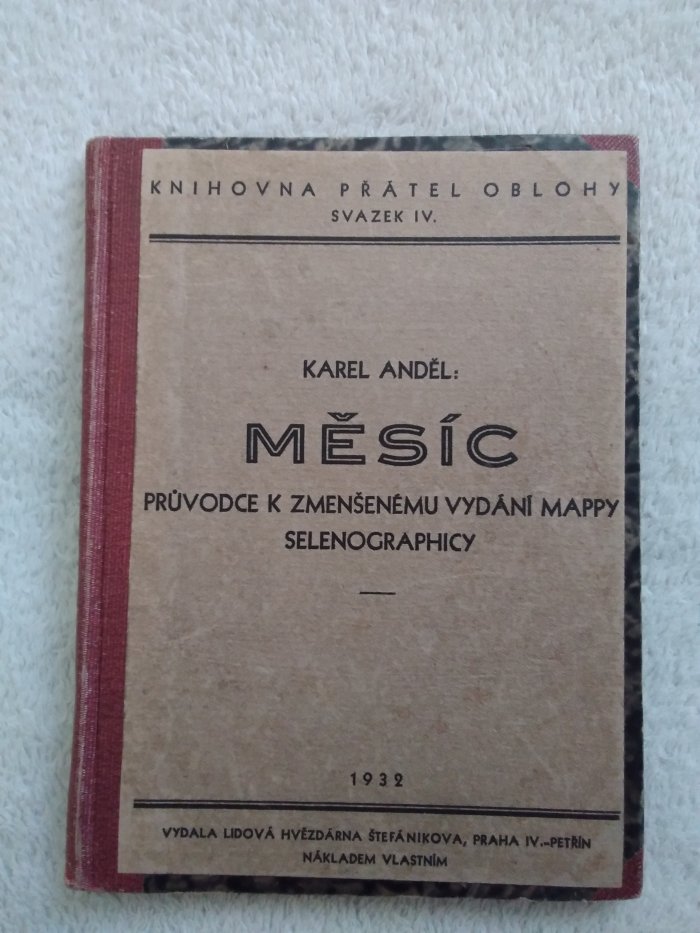 KNIHOVNA PŘÁTEL OBLOHY
SVAZEK IV.
KAREL ANDĚL:
MĚSÍC
PRŮVODCE K ZMENŠENÉMU VYDÁNÍ MAPPY
SELENOGRAPHICY
1932
VYDALA LIDOVÁ HVĚZDÁRNA ŠTEFÁNIKOVA, PRAHA IV.-PETŘÍN
NÁKLADEM VLASTNÍM